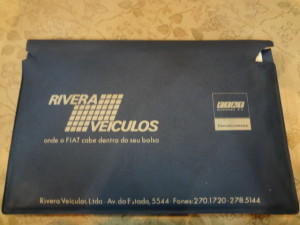 RIVERA
VEICULOS
onde o FIAT cabe dentro do seu bolso
FIAT
Rivera Veículos Ltda · Av. do Estado, 5544 · Fones: 270.1720 - 278.5144